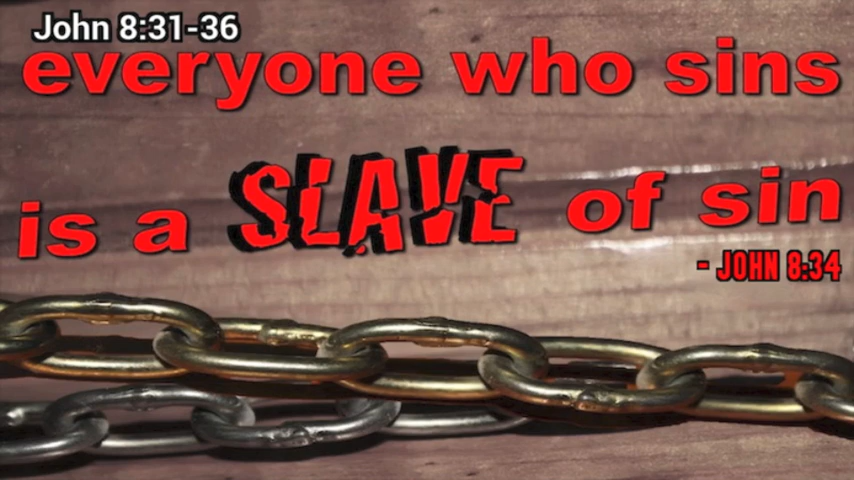 John 8:31-36
everyone who sins
is a SLAVE of sin
- JOHN 8:34